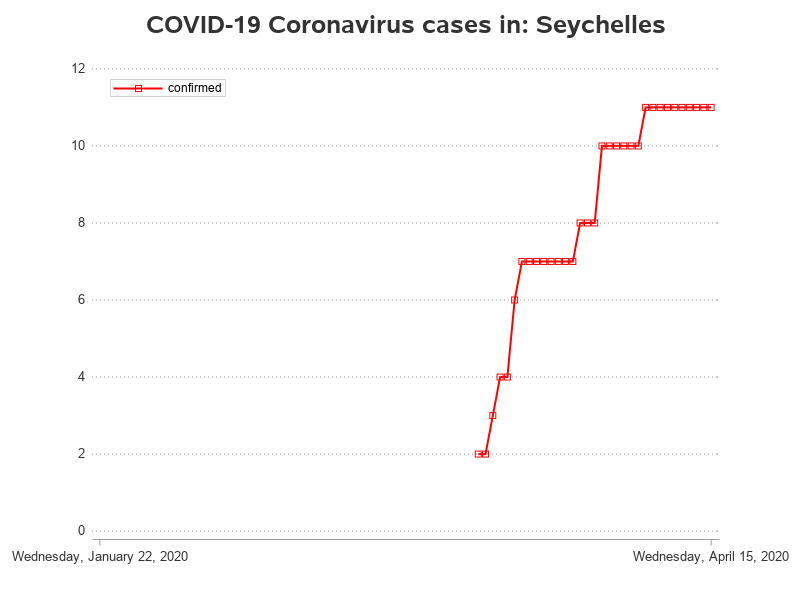 COVID-19 Coronavirus cases in: Seychelles
12
confirmed
10
8
6
4
2
0
Wednesday, January 22, 2020
Wednesday, April 15, 2020